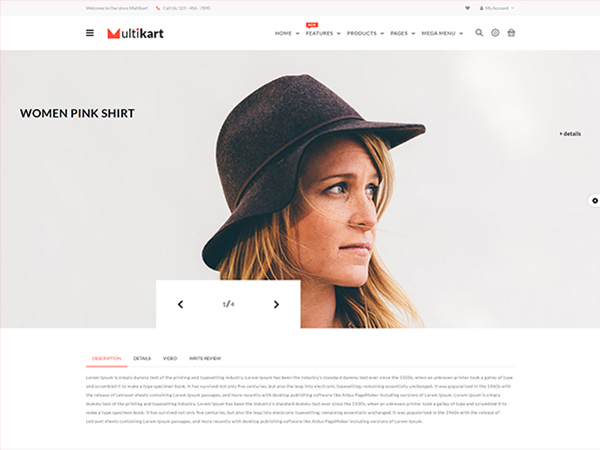 Welcome to Our store Multikart
Call Us: 123 - 456 - 7890
My Account
Multikart
HOME
NEW
FEATURES
PRODUCTS
PAGES
MEGA MENU
WOMEN PINK SHIRT
+ details
1/4
DESCRIPTION DETAILS VIDEO WRITE REVIEW
Lorem Ipsum is simply dummy text of the printing and typesetting industry. Lorem Ipsum has been the industry's standard dummy text ever since the 1500s, when an unknown printer took a galley of type
and scrambled it to make a type specimen book. It has survived not only five centuries, but also the leap into electronic typesetting, remaining essentially unchanged. It was popularised in the 1960s with
the release of Letraset sheets containing Lorem Ipsum passages, and more recently with desktop publishing software like Aldus PageMaker including versions of Lorem Ipsum. Lorem Ipsum is simply
dummy text of the printing and typesetting industry. Lorem Ipsum has been the industry's standard dummy text ever since the 1500s, when an unknown printer took a galley of type and scrambled it to
make a type specimen book. It has survived not only five centuries, but also the leap into electronic typesetting, remaining essentially unchanged. It was popularised in the 1960s with the release of
Letraset sheets containing Lorem Ipsum passages, and more recently with desktop publishing software like Aldus PageMaker including versions of Lorem Ipsum.